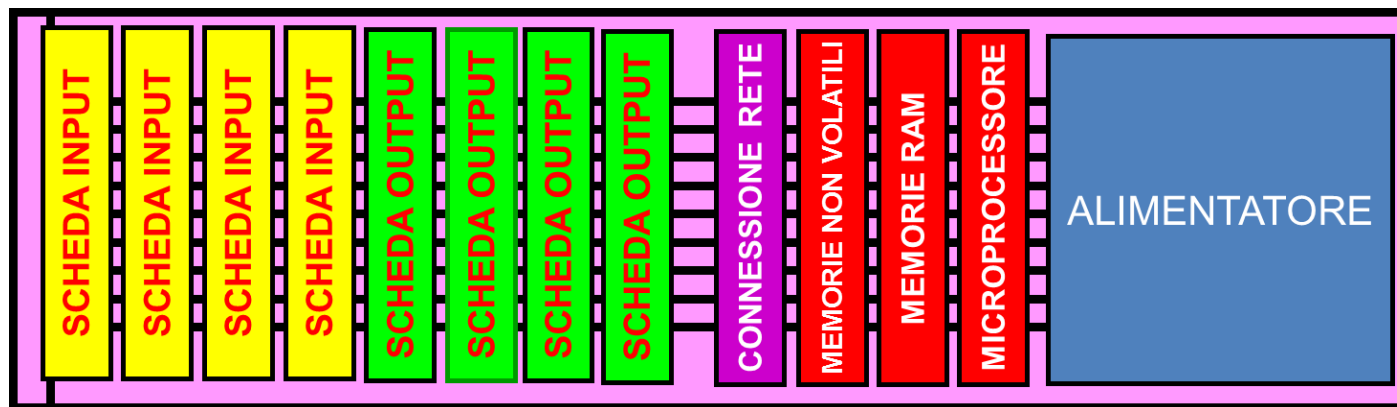 SCHEDA INPUT
SCHEDA INPUT
SCHEDA INPUT
SCHEDA INPUT
SCHEDA OUTPUT
SCHEDA OUTPUT
SCHEDA OUTPUT
SCHEDA OUTPUT
CONNESSIONE RETE
MEMORIE NON VOLATILI
MEMORIE RAM
MICROPROCESSORE
ALIMENTATORE